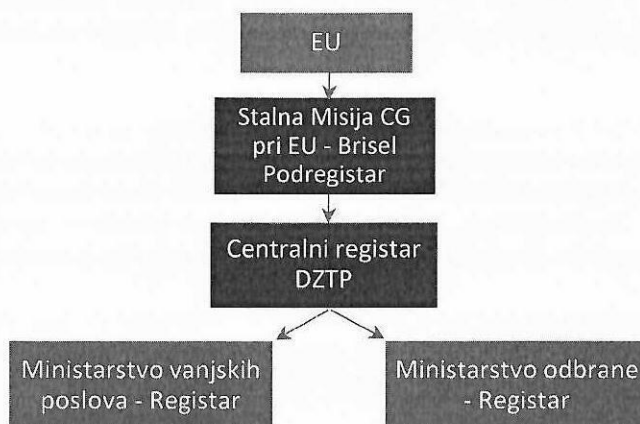 EU
Stalna Misija CG
pri EU - Brisel
Podregistar
Centralni registar
DZTP
Ministarstvo vanjskih
poslova - Registar
Ministarstvo odbrane
- Registar